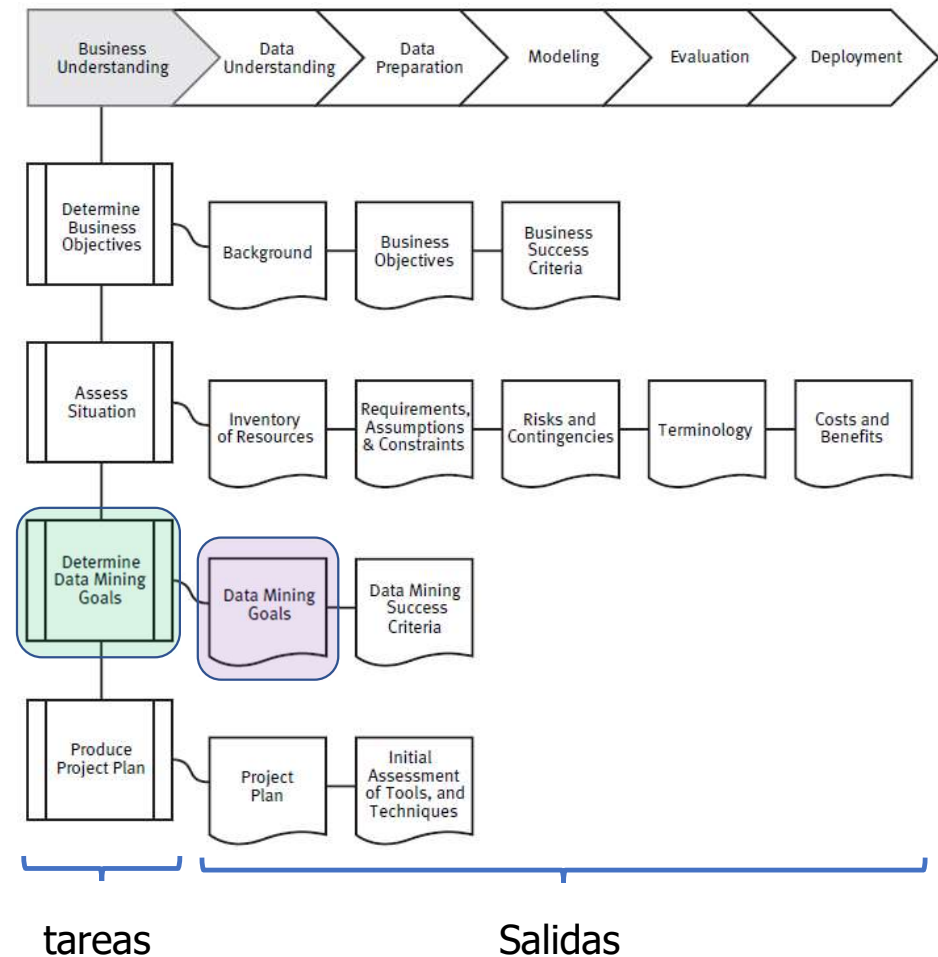 Business
Understanding
Data
Understanding
Data
Preparation
Modeling
Evaluation
Deployment
Determine
Business
Objectives
Background
Business
Objectives
Business
Success
Criteria
Assess
Situation
Inventory
of Resources
Requirements,
Assumptions
& Constraints
Risks and
Contingencies
Terminology
Costs and
Benefits
Determine
Data Mining
Goals
Data Mining
Goals
Data Mining
Success
Criteria
Produce
Project Plan
Project
Plan
Initial
Assessment
of Tools, and
Techniques
tareas
Salidas